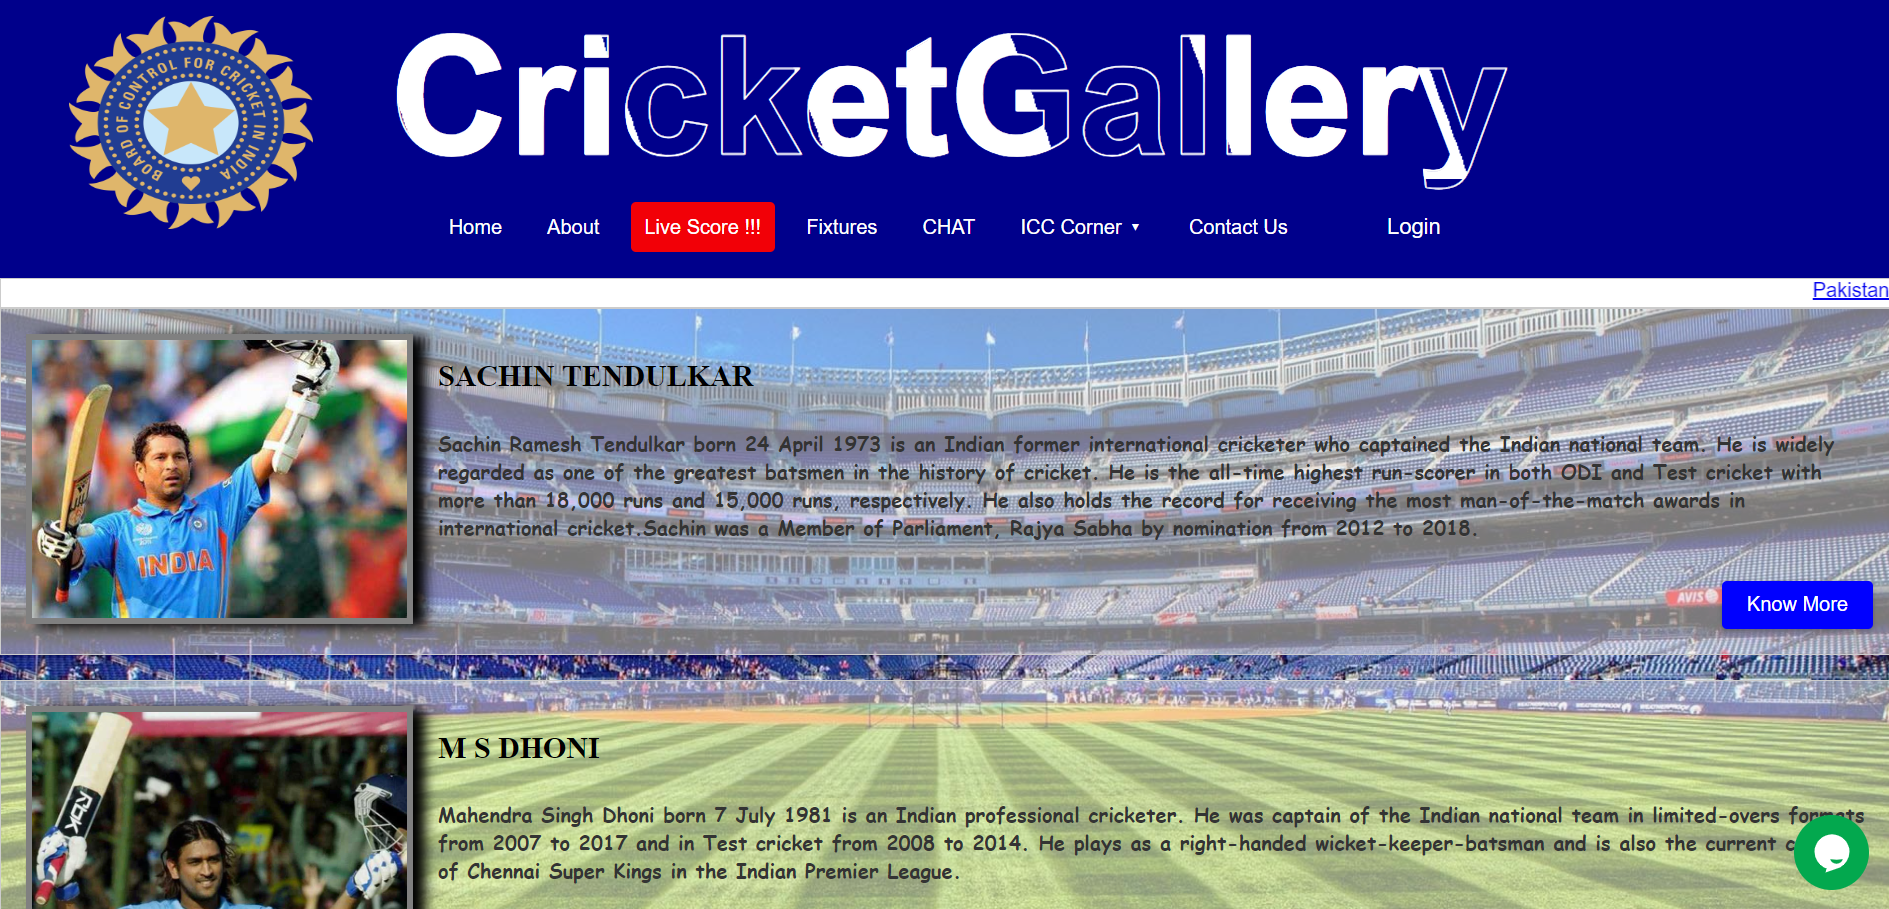 BOARD OF CONTROL FOR CRICKET IN INDIA
CricketGallery
Home About Live Score !!! Fixtures CHAT ICC Corner ▼ Contact Us Login
Pakistan
SACHIN TENDULKAR
Sachin Ramesh Tendulkar born 24 April 1973 is an Indian former international cricketer who captained the Indian national team. He is widely
regarded as one of the greatest batsmen in the history of cricket. He is the all-time highest run-scorer in both ODI and Test cricket with
more than 18,000 runs and 15,000 runs, respectively. He also holds the record for receiving the most man-of-the-match awards in
international cricket.Sachin was a Member of Parliament, Rajya Sabha by nomination from 2012 to 2018.
INDIA
AVIS
Know More
M S DHONI
RBK
Mahendra Singh Dhoni born 7 July 1981 is an Indian professional cricketer. He was captain of the Indian national team in limited-overs formats
from 2007 to 2017 and in Test cricket from 2008 to 2014. He plays as a right-handed wicket-keeper-batsman and is also the current
of Chennai Super Kings in the Indian Premier League.